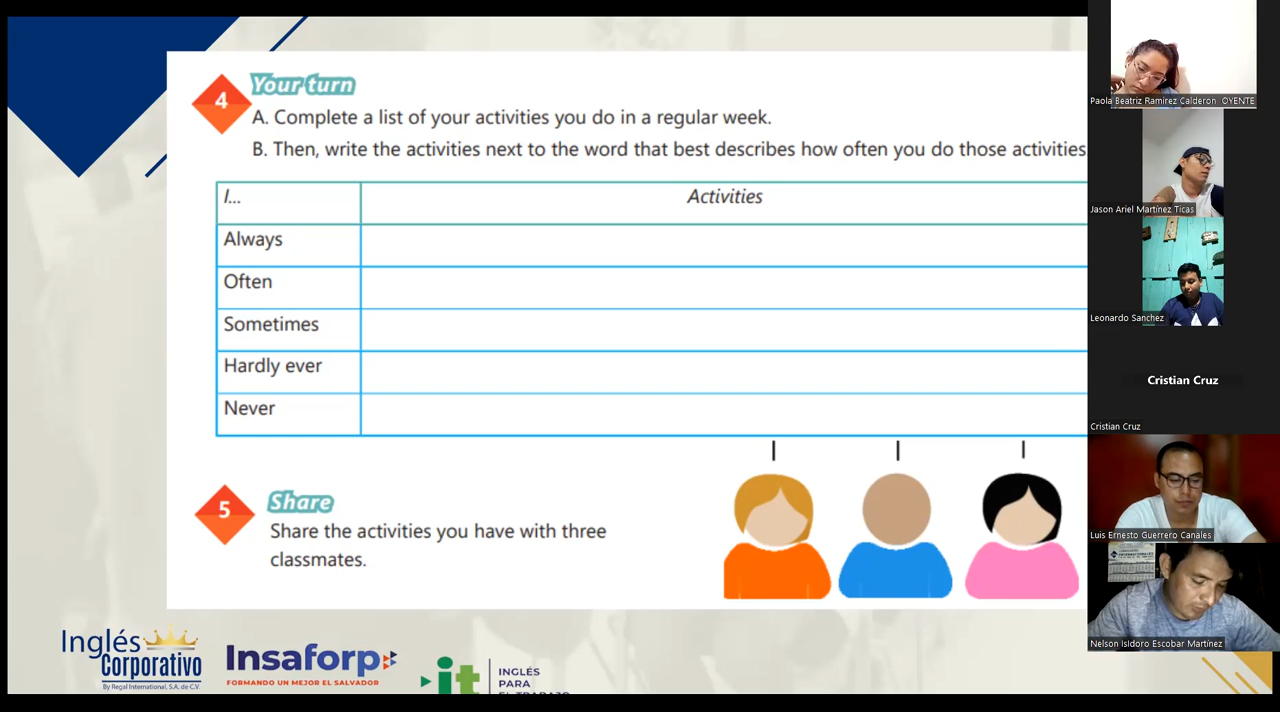 4
Your turn
A. Complete a list of your activities you do in a regular week.
B. Then, write the activities next to the word that best describes how often you do those activities
I...
Activities
Always
Often
Sometimes
Hardly ever
Never
5
Share
Share the activities you have with three
classmates.
Inglés
Corporativo
By Regal International, S.A. de C.V.
Insaforp
FORMANDO UN MEJOR EL SALVADOR
it
INGLÉS
PARA
EL TRABAJO
Paola Beatriz Ramirez Calderon OYENTE
Jason Ariel Martínez Ticas
Leonardo Sanchez
Cristian Cruz
Cristian Cruz
Luis Ernesto Guerrero Canales
Nelson Isidoro Escobar Martínez